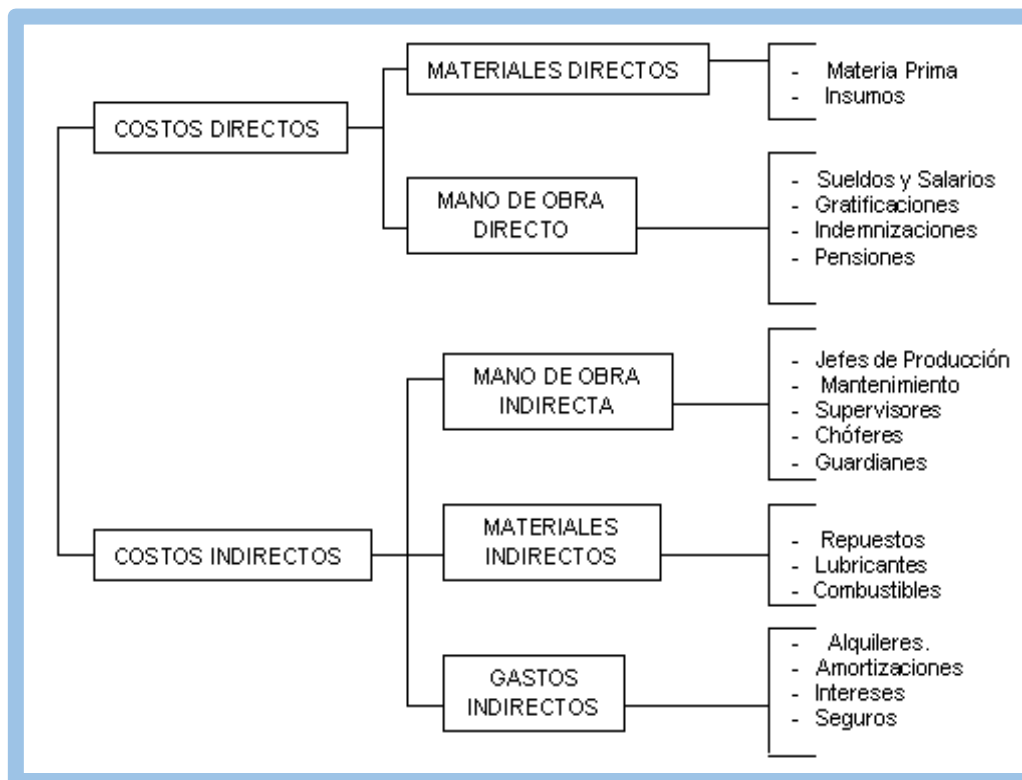 COSTOS DIRECTOS
MATERIALES DIRECTOS
- Materia Prima
- Insumos
MANO DE OBRA
DIRECTO
- Sueldos y Salarios
- Gratificaciones
- Indemnizaciones
- Pensiones
COSTOS INDIRECTOS
MANO DE OBRA
INDIRECTA
- Jefes de Producción
- Mantenimiento
- Supervisores
- Chóferes
- Guardianes
MATERIALES
INDIRECTOS
- Repuestos
- Lubricantes
- Combustibles
GASTOS
INDIRECTOS
- Alquileres.
- Amortizaciones
- Intereses
- Seguros